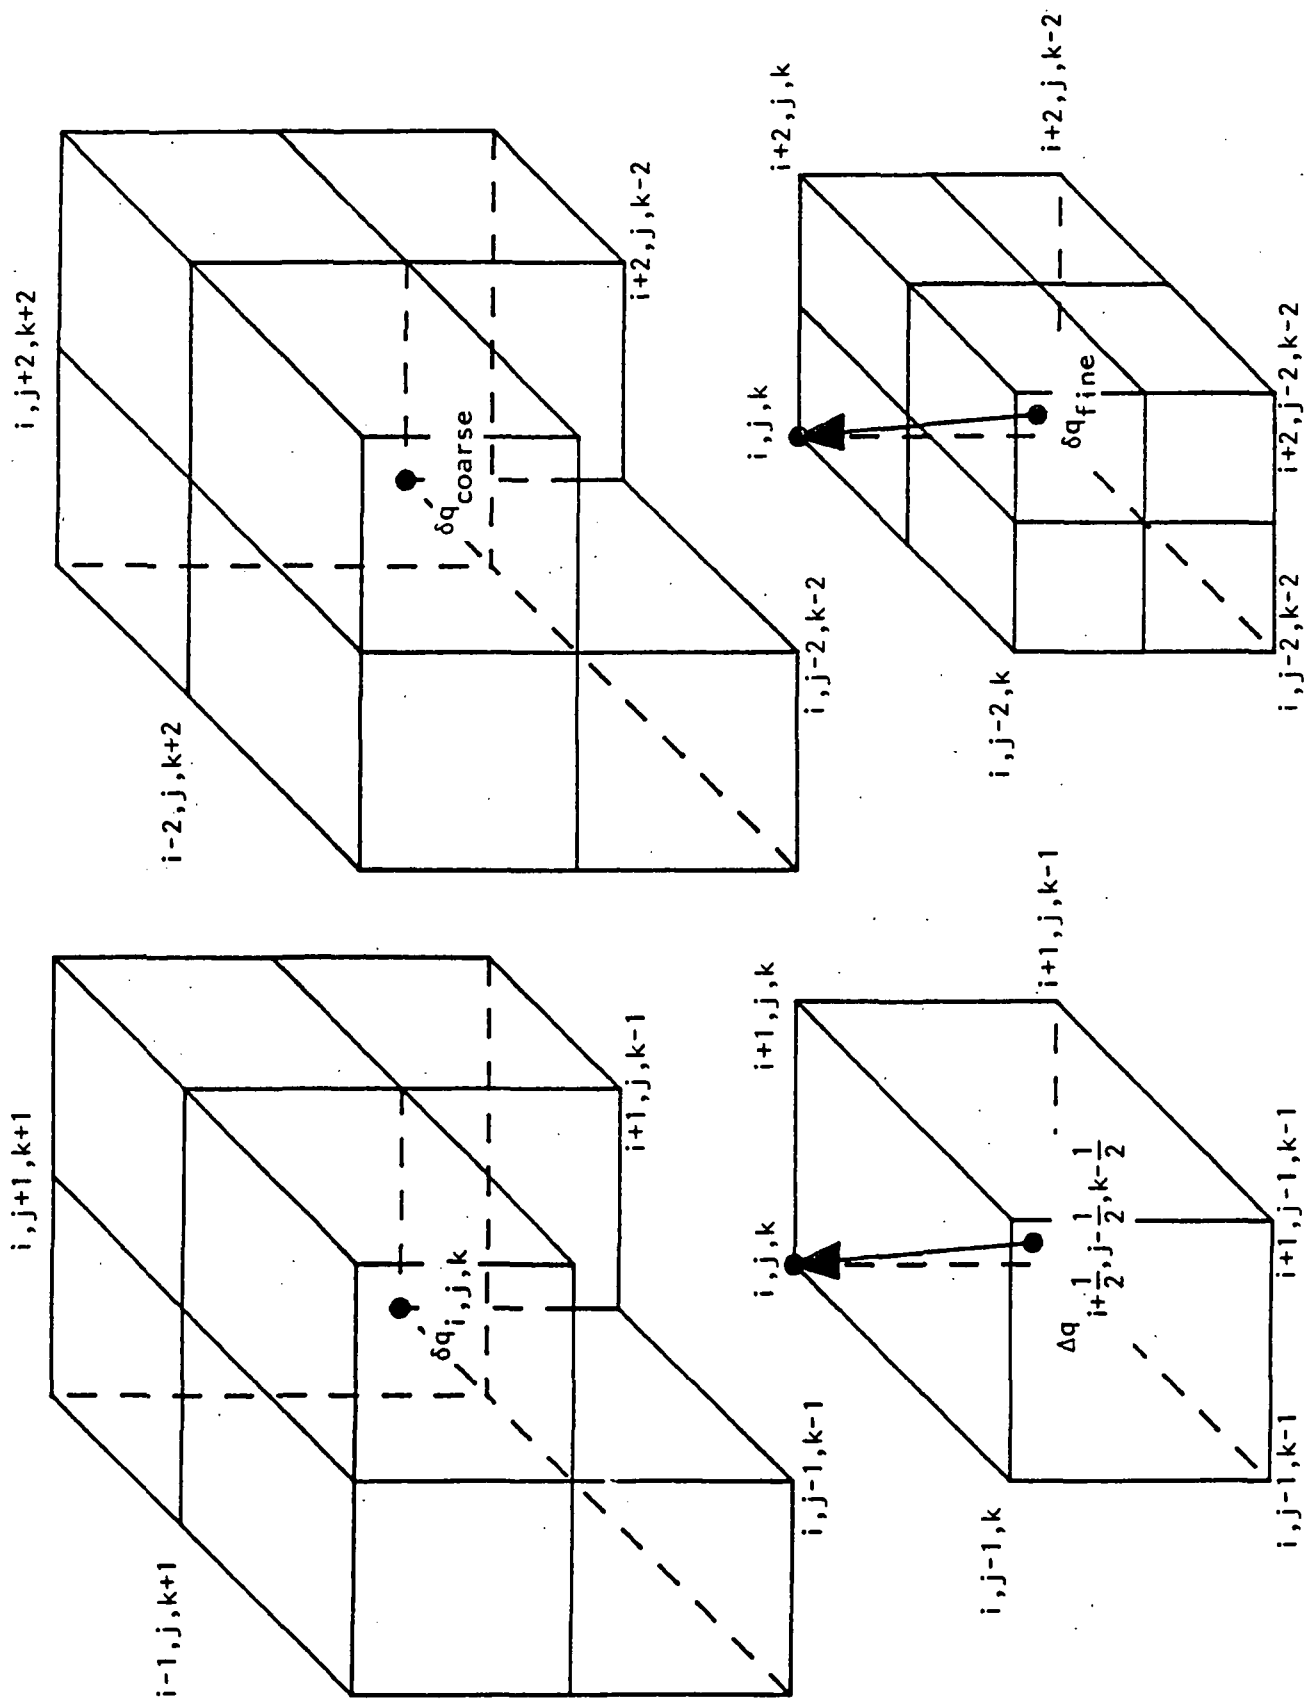 i,j+1,k+1
i-1,j,k+1
δq i,j,k
i+1,j,k-1
i,j-1,k-1
i,j+2,k+2
i-2,j,k+2
δq coarse
i+2,j,k-2
i,j-2,k-2
i,j,k
i+1,j,k
i,j-1,k
i+1,j,k-1
Δq i+1/2,j-1/2,k-1/2
i,j-1,k-1
i+1,j-1,k-1
i,j,k
i+2,j,k
i,j-2,k
i+2,j,k-2
δq fine
i,j-2,k-2
i+2,j-2,k-2